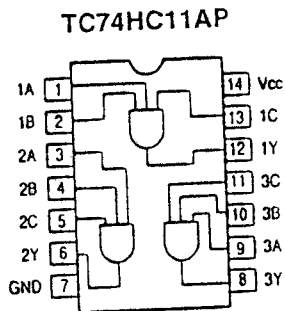 TC74HC11AP
1A 1 14 Vcc
1B 2 13 1C
2A 3 12 1Y
2B 4 11 3C
2C 5 10 3B
2Y 6 9 3A
GND 7 8 3Y